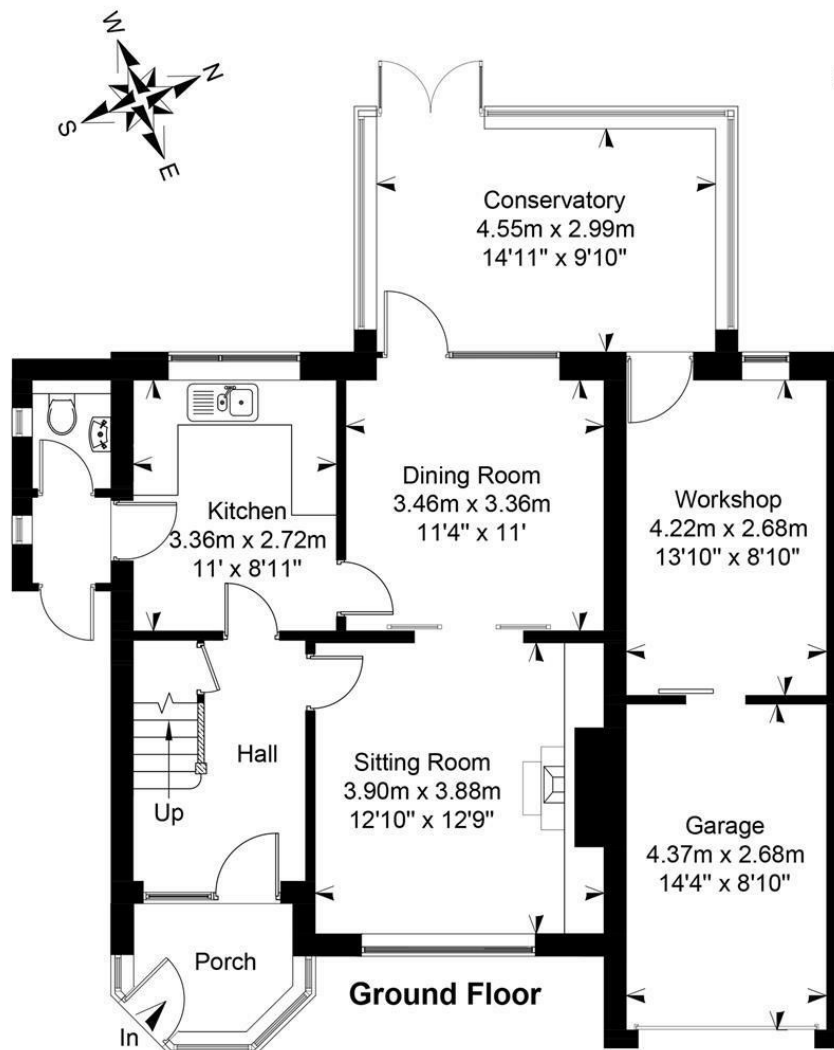 W
N
S
E
Conservatory
4.55m x 2.99m
14'11" x 9'10"
Kitchen
3.36m x 2.72m
11' x 8'11"
Dining Room
3.46m x 3.36m
11'4" x 11'
Workshop
4.22m x 2.68m
13'10" x 8'10"
Hall
Up
Sitting Room
3.90m x 3.88m
12'10" x 12'9"
Garage
4.37m x 2.68m
14'4" x 8'10"
Porch
In
Ground Floor